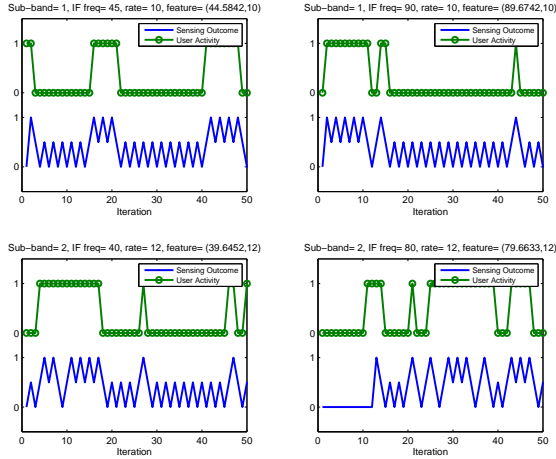 Sub-band= 1, IF freq= 45, rate= 10, feature= (44.5842,10)
1
0
1
0
Sensing Outcome
User Activity
0 10 20 30 40 50
Iteration
Sub-band= 1, IF freq= 90, rate= 10, feature= (89.6742,10)
1
0
1
0
Sensing Outcome
User Activity
0 10 20 30 40 50
Iteration
Sub-band= 2, IF freq= 40, rate= 12, feature= (39.6452,12)
1
0
1
0
Sensing Outcome
User Activity
0 10 20 30 40 50
Iteration
Sub-band= 2, IF freq= 80, rate= 12, feature= (79.6633,12)
1
0
1
0
Sensing Outcome
User Activity
0 10 20 30 40 50
Iteration